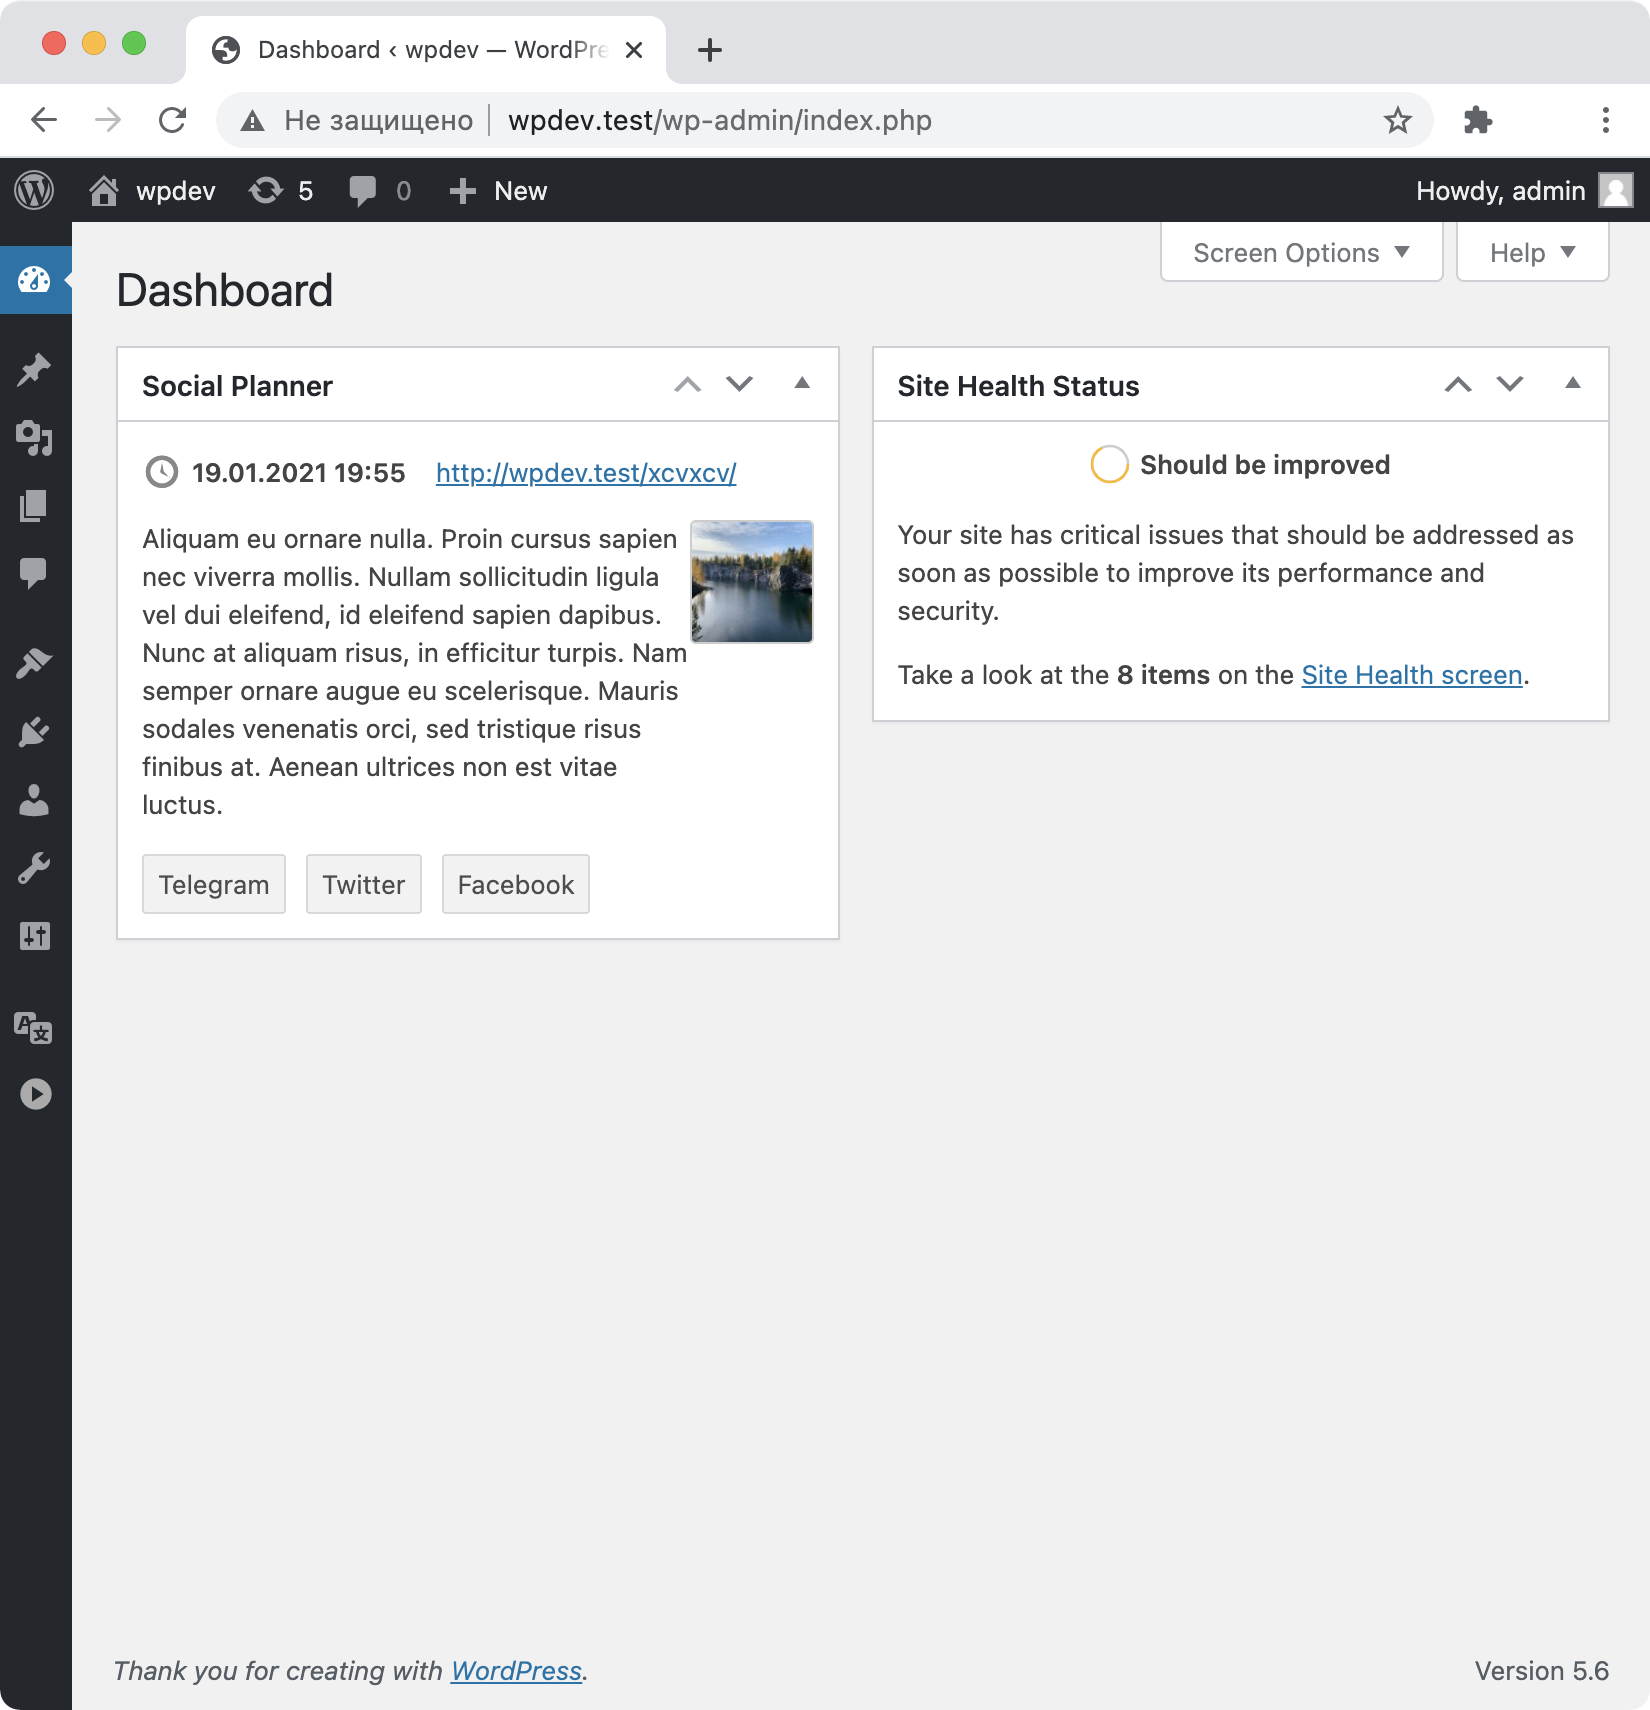 Dashboard ‹ wpdev — WordPre
Не защищено
wpdev.test/wp-admin/index.php
wpdev
5
0
New
Howdy, admin
Screen Options
Help
Dashboard
Social Planner
19.01.2021 19:55 http://wpdev.test/xcvxcv/
Aliquam eu ornare nulla. Proin cursus sapien
nec viverra mollis. Nullam sollicitudin ligula
vel dui eleifend, id eleifend sapien dapibus.
Nunc at aliquam risus, in efficitur turpis. Nam
semper ornare augue eu scelerisque. Mauris
sodales venenatis orci, sed tristique risus
finibus at. Aenean ultrices non est vitae
luctus.
Telegram
Twitter
Facebook
Site Health Status
Should be improved
Your site has critical issues that should be addressed as
soon as possible to improve its performance and
security.
Take a look at the 8 items on the Site Health screen.
Thank you for creating with WordPress.
Version 5.6